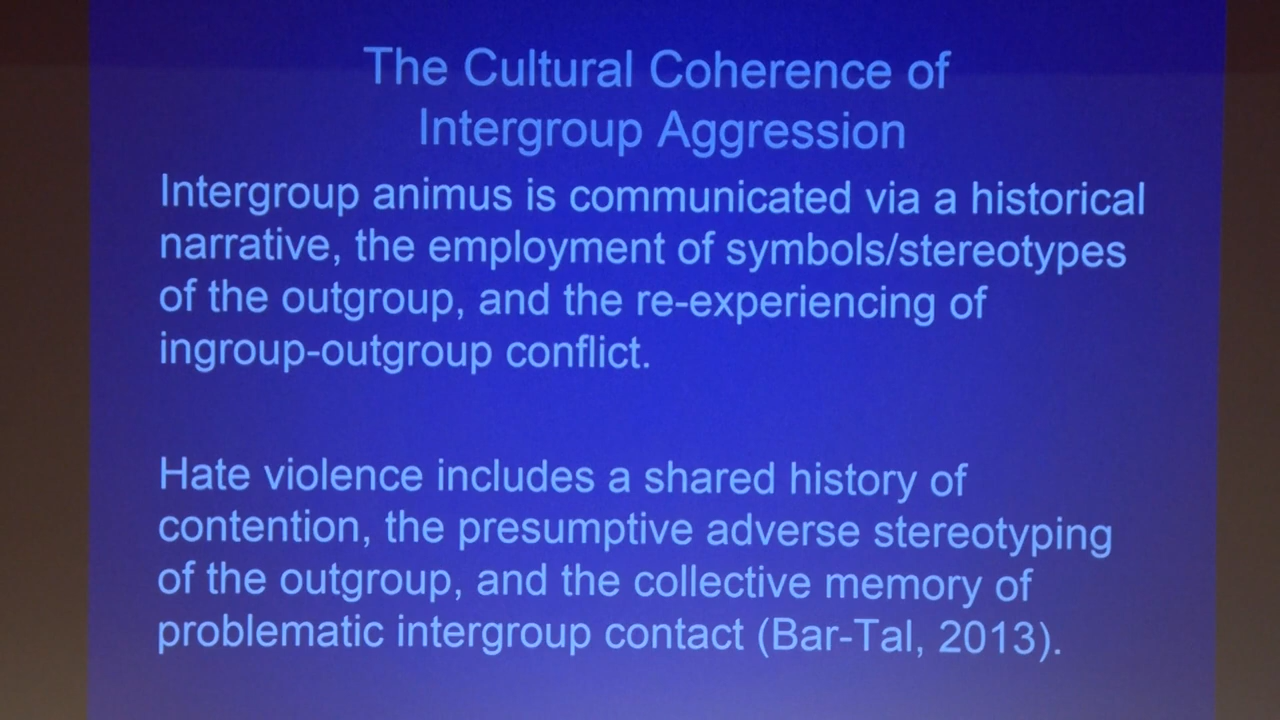 The Cultural Coherence of
Intergroup Aggression
Intergroup animus is communicated via a historical
narrative, the employment of symbols/stereotypes
of the outgroup, and the re-experiencing of
ingroup-outgroup conflict.
Hate violence includes a shared history of
contention, the presumptive adverse stereotyping
of the outgroup, and the collective memory of
problematic intergroup contact (Bar-Tal, 2013).